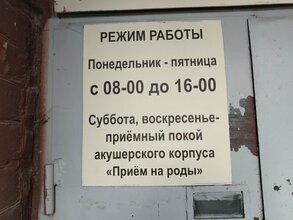 РЕЖИМ РАБОТЫ
Понедельник - пятница
с 08-00 до 16-00
Суббота, воскресенье-
приёмный покой
акушерского корпуса
«Приём на роды»